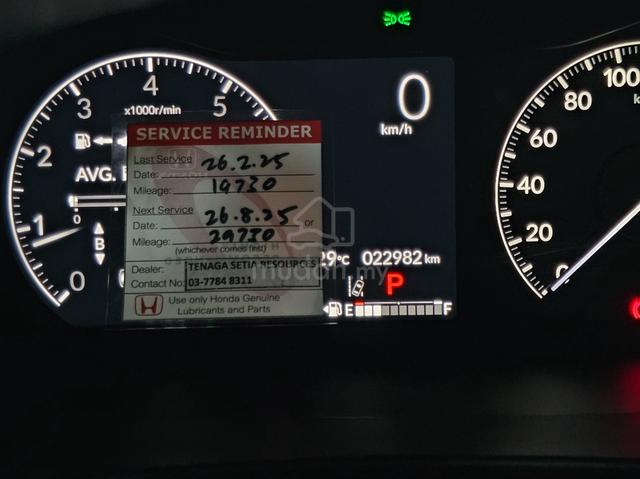 4
3
5
x1000r/min
2
AVG.
1
B
0
0
km/h
100
80
60
40
20
0
SERVICE REMINDER
Last Service
Date: 26.2.25
Mileage: 19730
Next Service
Date: 26.8.25 or
Mileage: 29730
(whichever comes first)
Dealer: TENAGA SETIA RESOURCES
Contact No: 03-7784 8311
Use only Honda Genuine
Lubricants and Parts
mudah.my
29°C 022982 km
P
E F